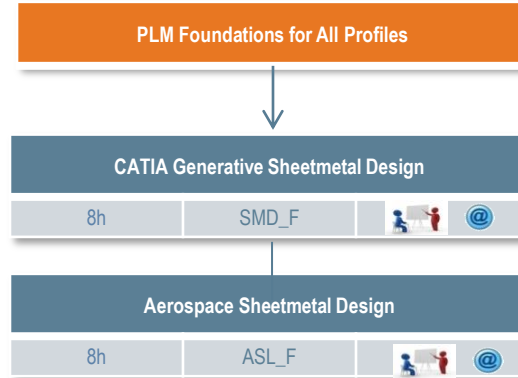 PLM Foundations for All Profiles
CATIA Generative Sheetmetal Design
8h SMD_F @
Aerospace Sheetmetal Design
8h ASL_F @